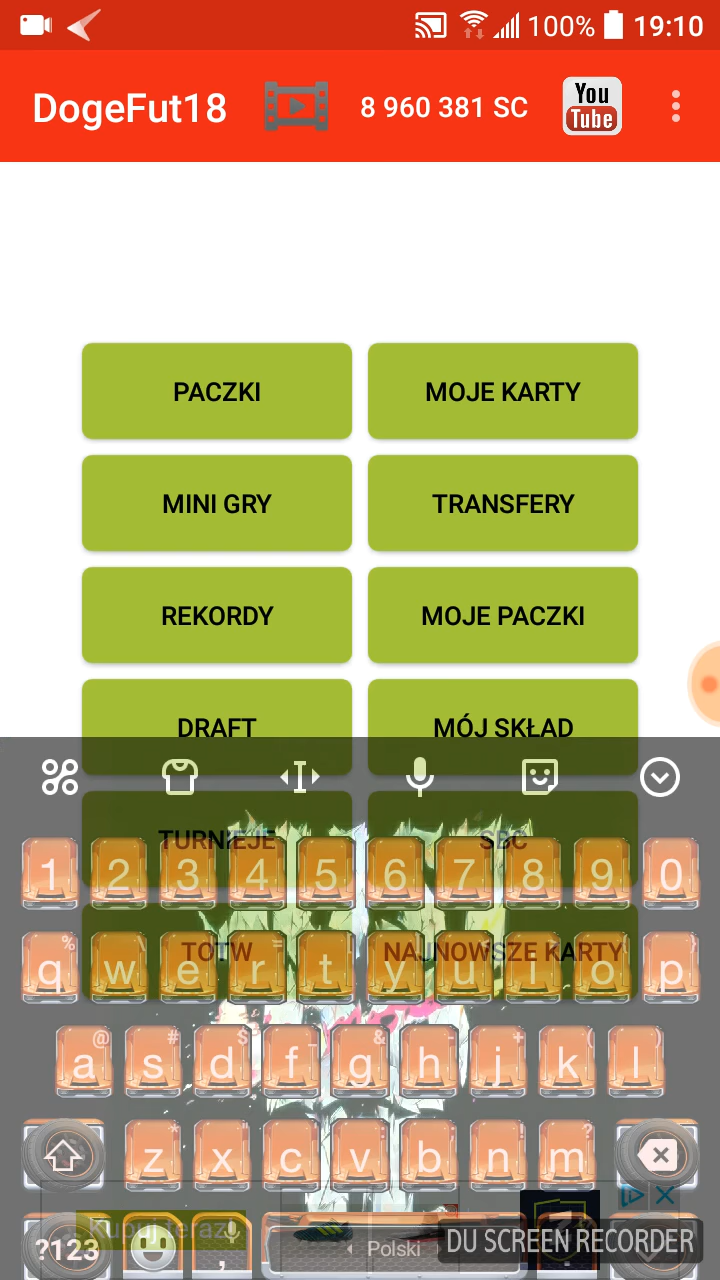 100% 19:10
DogeFut18 8 960 381 SC You Tube
PACZKI MOJE KARTY
MINI GRY TRANSFERY
REKORDY MOJE PACZKI
DRAFT MÓJ SKŁAD
TURNIEJE SBC
1 2 3 4 5 6 7 8 9 0
TOTW NAJNOWSZE KARTY
q w e r t y u i o p
a s d f g h j k l
z x c v b n m
Kupuj teraz
?123 , Polski DU SCREEN RECORDER